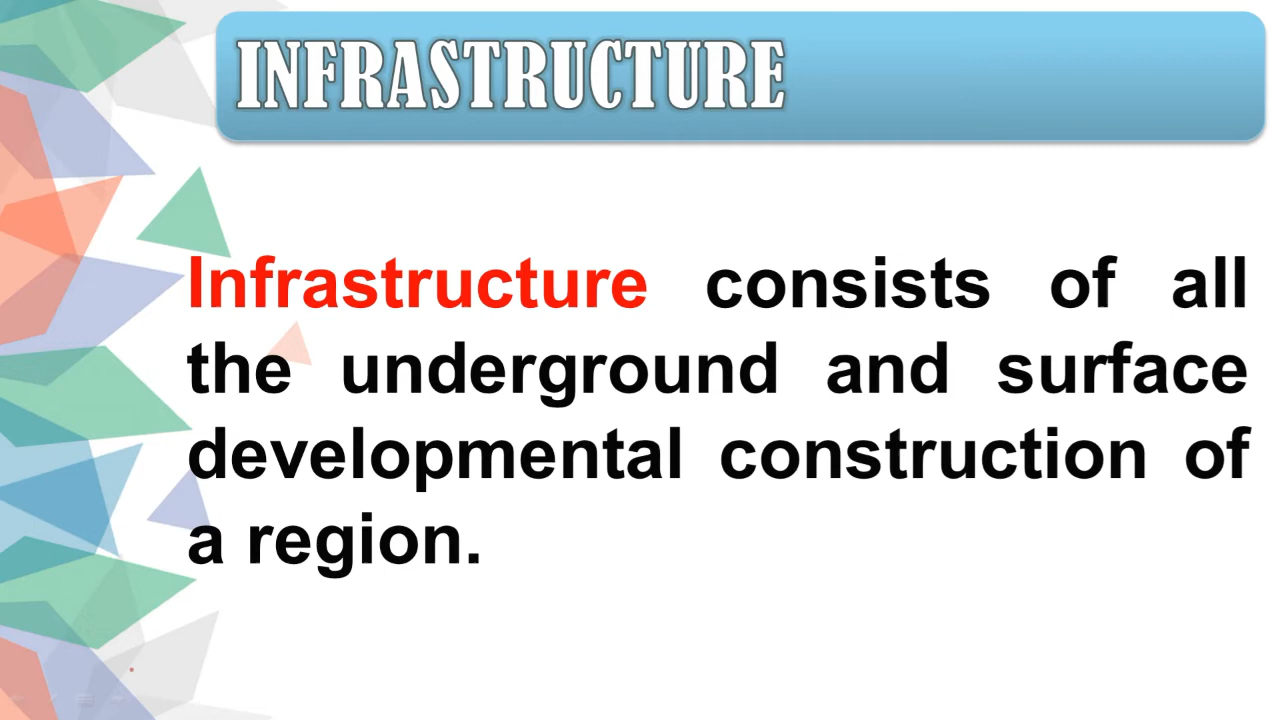 INFRASTRUCTURE
Infrastructure consists of all
the underground and surface
developmental construction of
a region.